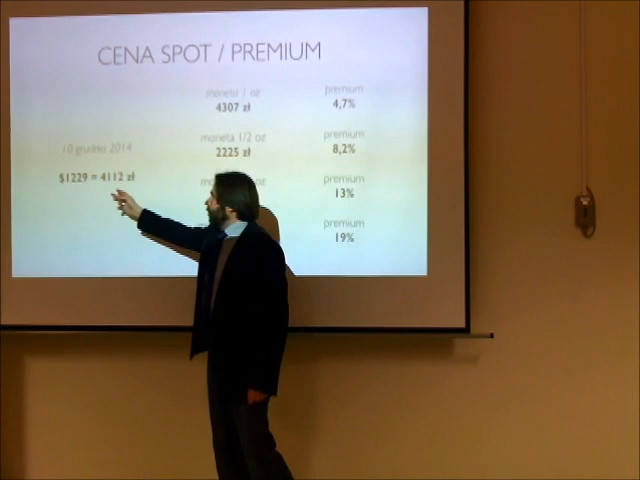 CENA SPOT / PREMIUM
moneta 1 oz
4307 zł
premium
4,7%
moneta 1/2 oz
2225 zł
premium
8,2%
10 grudnia 2014
$1229 = 4112 zł
oz
premium
13%
premium
19%